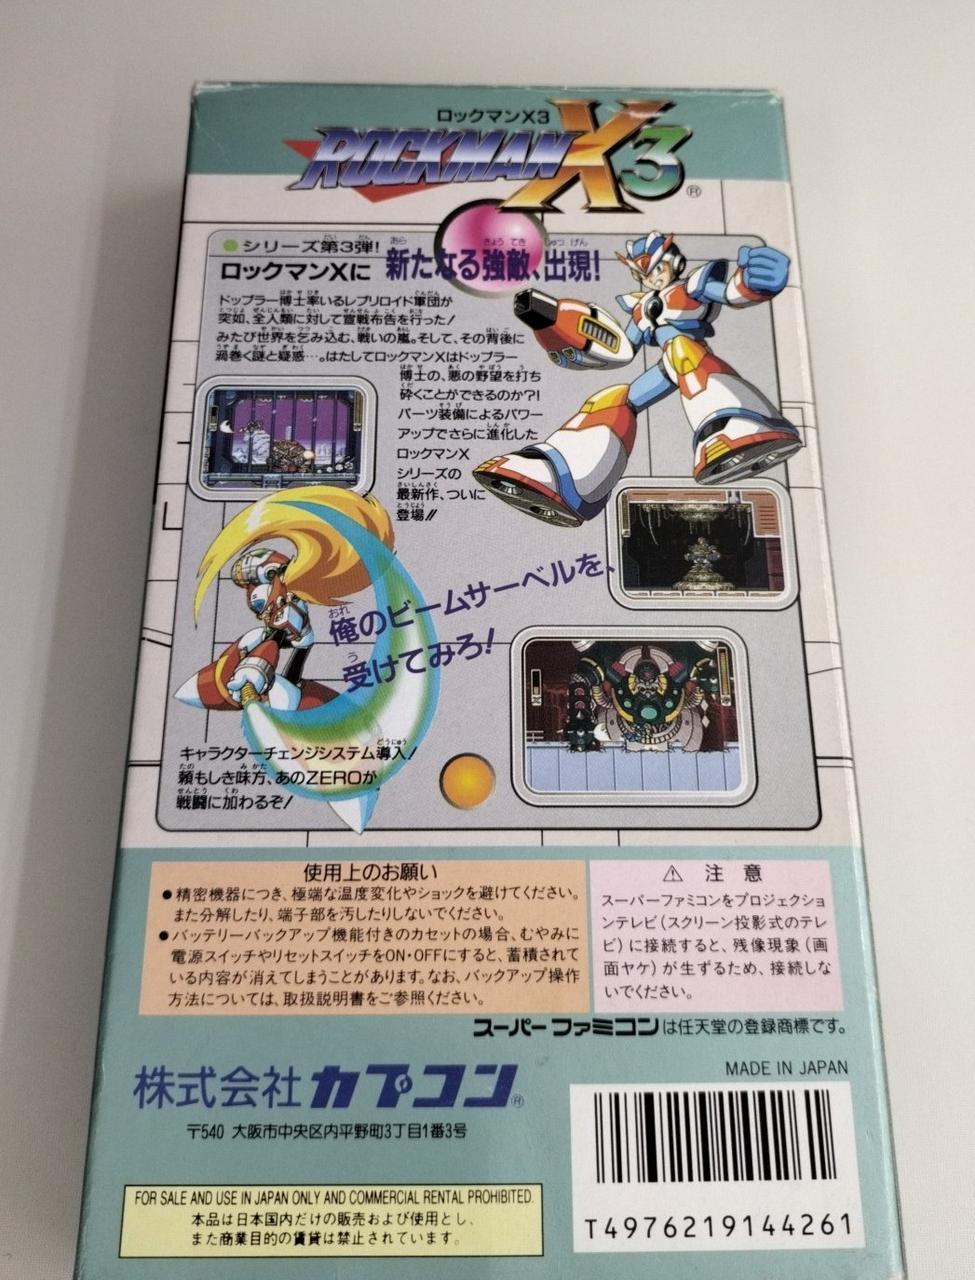 ロックマンX3
ROCKMAN X3®
シリーズ第3弾!
ロックマンXに 新たなる強敵、出現!
ドップラー博士率いるレプリロイド軍団が
突如、全人類に対して宣戦布告を行った!
みたび世界を呑み込む、戦いの嵐。そして、その背後に
渦巻く謎と疑惑…。はたしてロックマンXはドップラー
博士の、悪の野望を打ち
砕くことができるのか?!
パーツ装備によるパワー
アップでさらに進化した
ロックマンX
シリーズの
最新作、ついに
登場!!
俺のビームサーベルを、
受けてみろ!
キャラクターチェンジシステム導入!
頼もしき味方、あのZEROが
戦闘に加わるぞ!
使用上のお願い
●精密機器につき、極端な温度変化やショックを避けてください。
また分解したり、端子部を汚したりしないでください。
●バッテリーバックアップ機能付きのカセットの場合、むやみに
電源スイッチやリセットスイッチをON・OFFにすると、蓄積されて
いる内容が消えてしまうことがあります。なお、バックアップ操作
方法については、取扱説明書をご参照ください。
⚠ 注意
スーパーファミコンをプロジェクショ
ンテレビ(スクリーン投影式のテレ
ビ)に接続すると、残像現象(画
面ヤケ)が生ずるため、接続しな
いでください。
スーパーファミコンは任天堂の登録商標です。
株式会社カプコン®
〒540 大阪市中央区内平野町3丁目1番3号
MADE IN JAPAN
FOR SALE AND USE IN JAPAN ONLY AND COMMERCIAL RENTAL PROHIBITED.
本品は日本国内だけの販売および使用とし、
また商業目的の賃貸は禁止されています。
T4976219144261